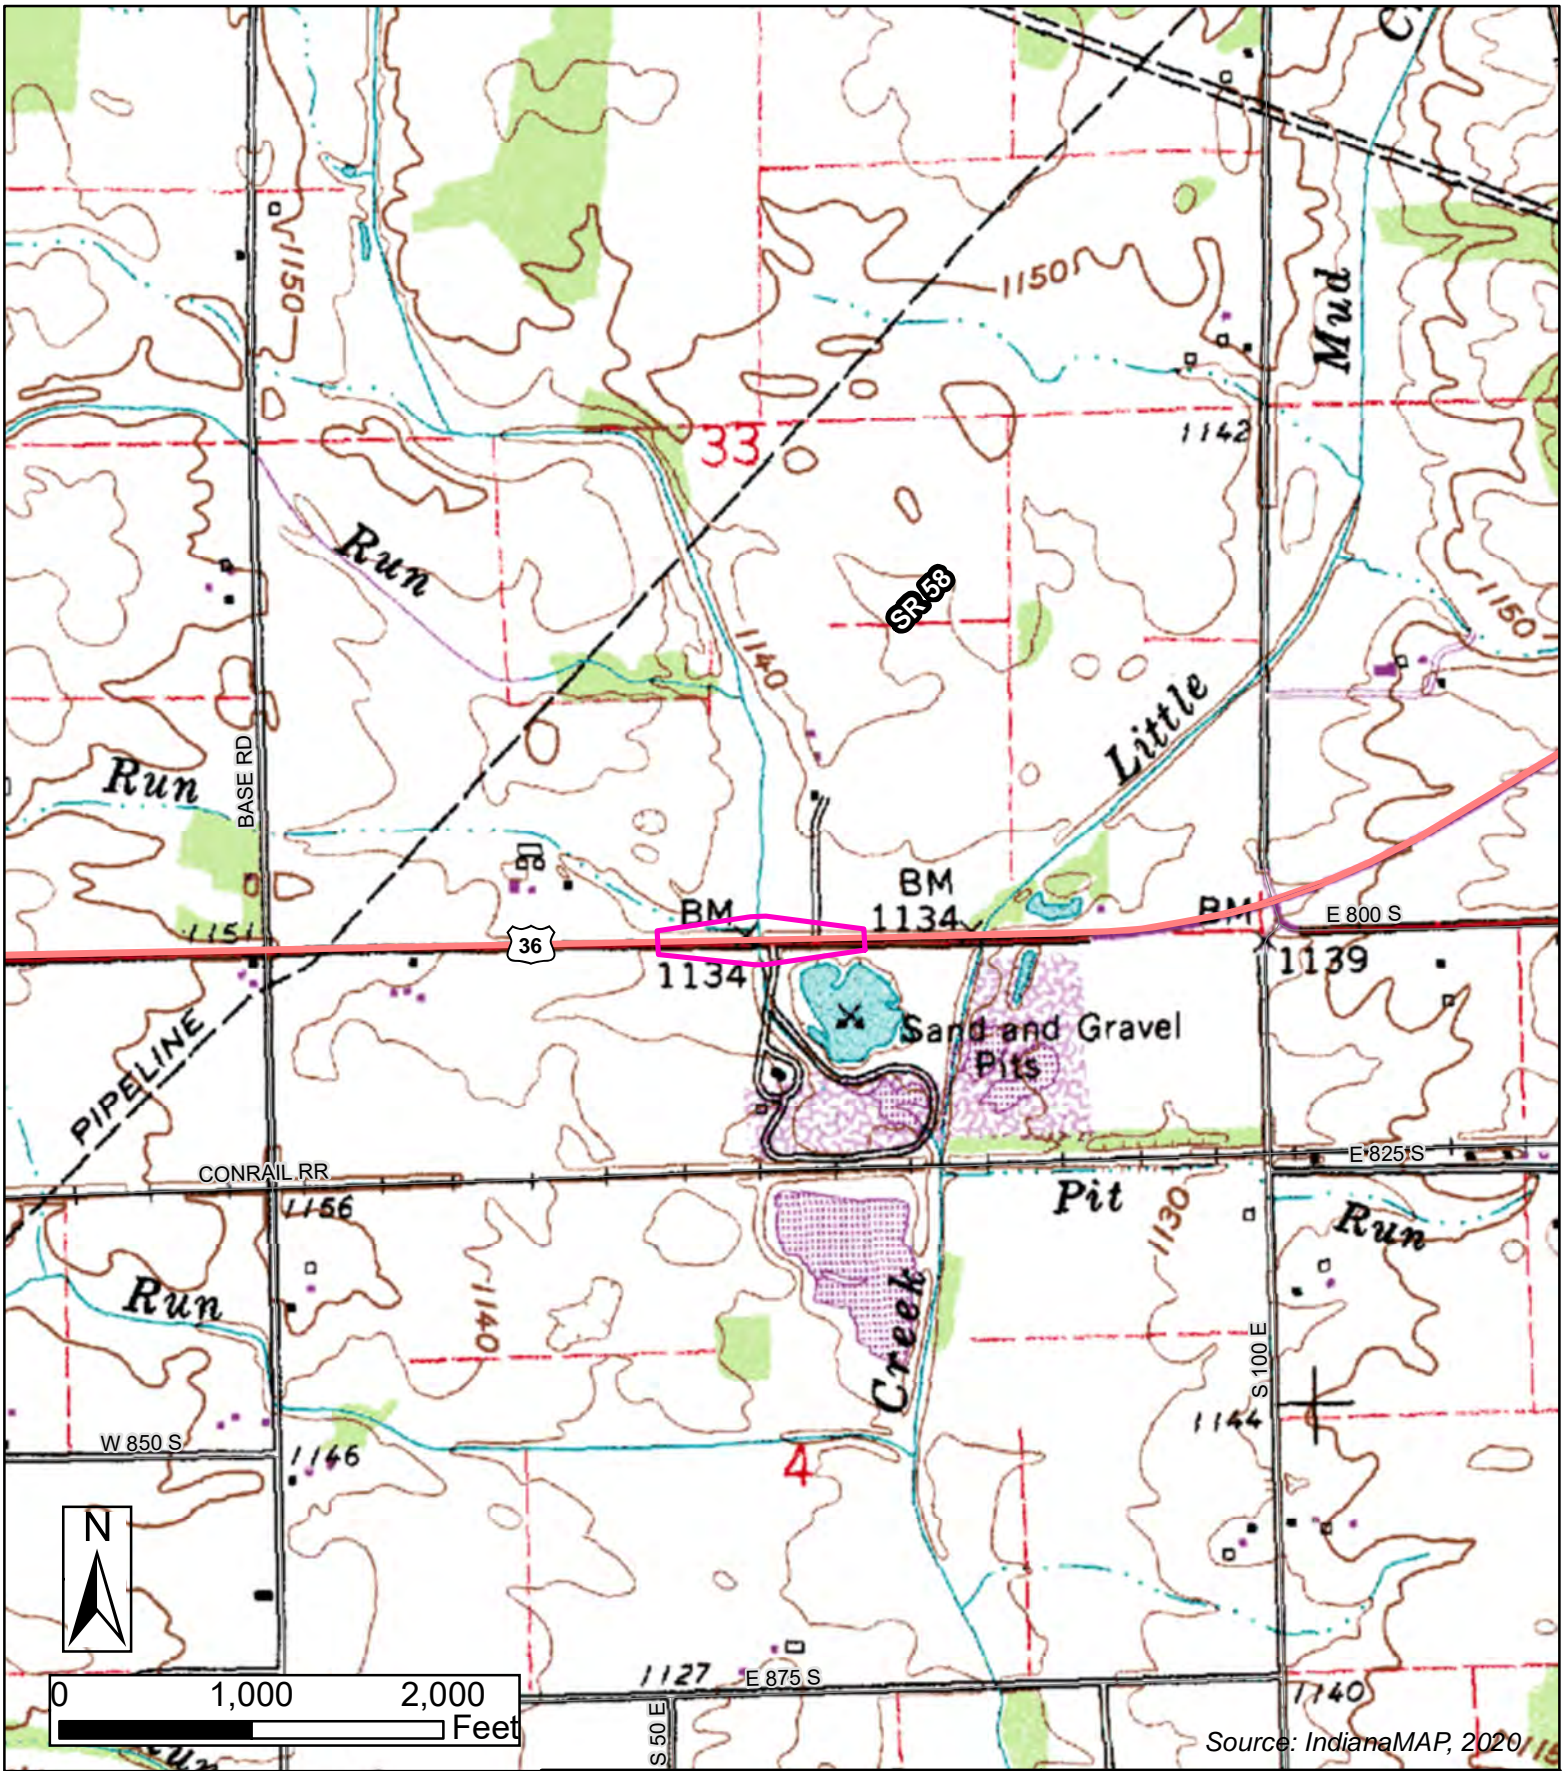 C
1150
1150
Mud
33
1142
Run
SR 58
1150
1140
Little
BASE RD
Run
BM
1134
BM
BM
E 800 S
1151
36
1134
1139
Sand and Gravel
Pits
PIPELINE
CONRAIL RR
E 825 S
1156
Pit
1130
Run
Run
1140
Creek
S 100 E
1144
W 850 S
1146
4
N
1127
E 875 S
1140
0 1,000 2,000
Feet
S 50 E
Source: IndianaMAP, 2020